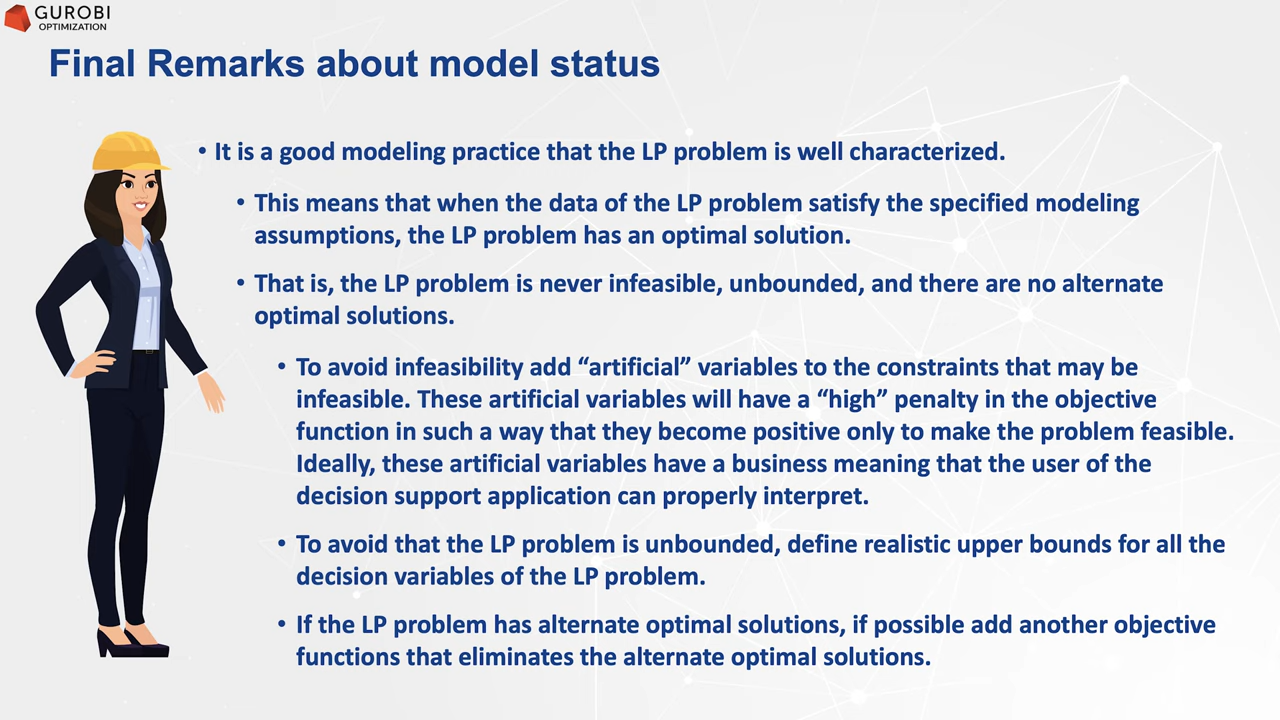 GUROBI
OPTIMIZATION
Final Remarks about model status
• It is a good modeling practice that the LP problem is well characterized.
• This means that when the data of the LP problem satisfy the specified modeling
assumptions, the LP problem has an optimal solution.
• That is, the LP problem is never infeasible, unbounded, and there are no alternate
optimal solutions.
• To avoid infeasibility add “artificial” variables to the constraints that may be
infeasible. These artificial variables will have a “high” penalty in the objective
function in such a way that they become positive only to make the problem feasible.
Ideally, these artificial variables have a business meaning that the user of the
decision support application can properly interpret.
• To avoid that the LP problem is unbounded, define realistic upper bounds for all the
decision variables of the LP problem.
• If the LP problem has alternate optimal solutions, if possible add another objective
functions that eliminates the alternate optimal solutions.